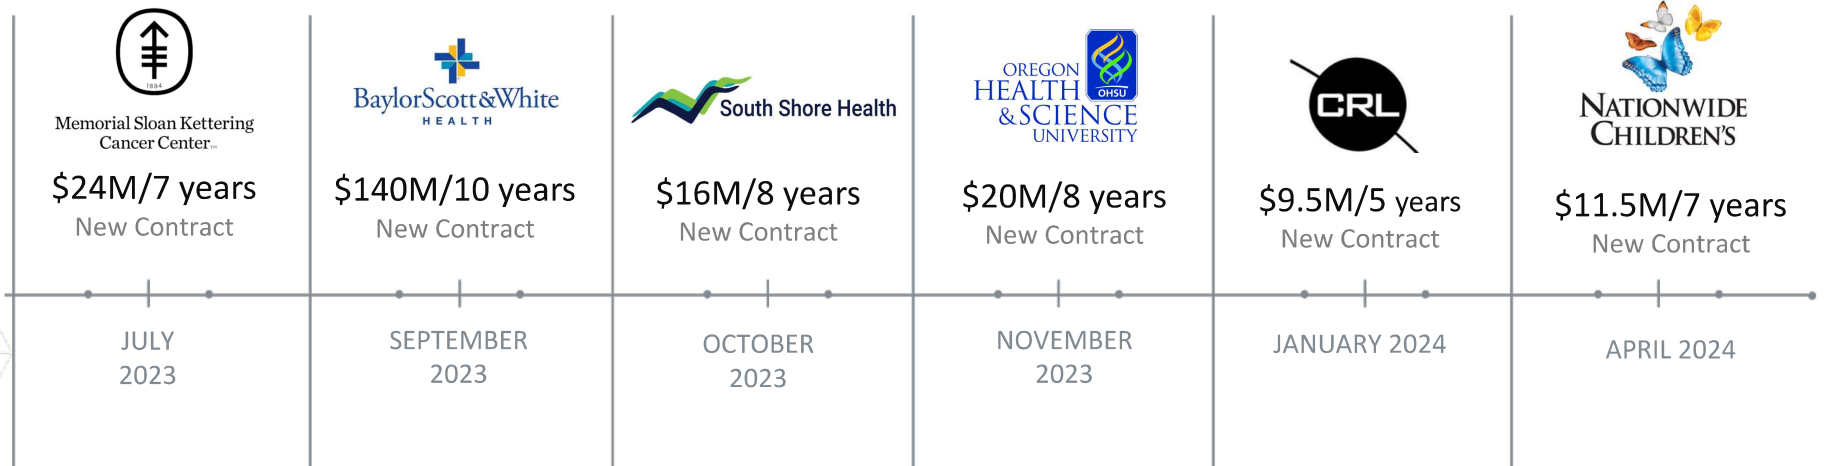 1884
Memorial Sloan Kettering
Cancer Center™
$24M/7 years
New Contract
JULY
2023
BaylorScott&White
HEALTH
$140M/10 years
New Contract
SEPTEMBER
2023
South Shore Health
$16M/8 years
New Contract
OCTOBER
2023
OREGON
HEALTH
&SCIENCE
UNIVERSITY
OHSU
$20M/8 years
New Contract
NOVEMBER
2023
CRL
$9.5M/5 years
New Contract
JANUARY 2024
NATIONWIDE
CHILDREN'S
$11.5M/7 years
New Contract
APRIL 2024